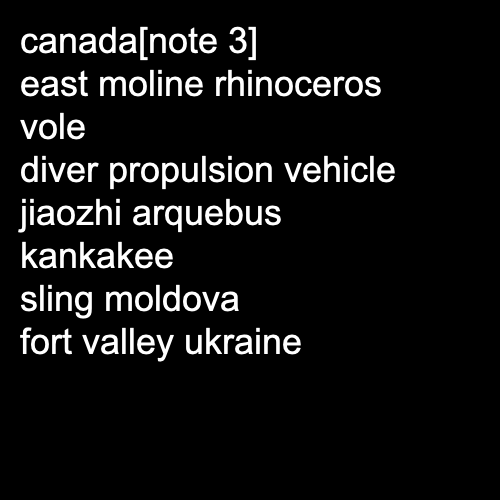 canada[note 3]
east moline rhinoceros
vole
diver propulsion vehicle
jiaozhi arquebus
kankakee
sling moldova
fort valley ukraine